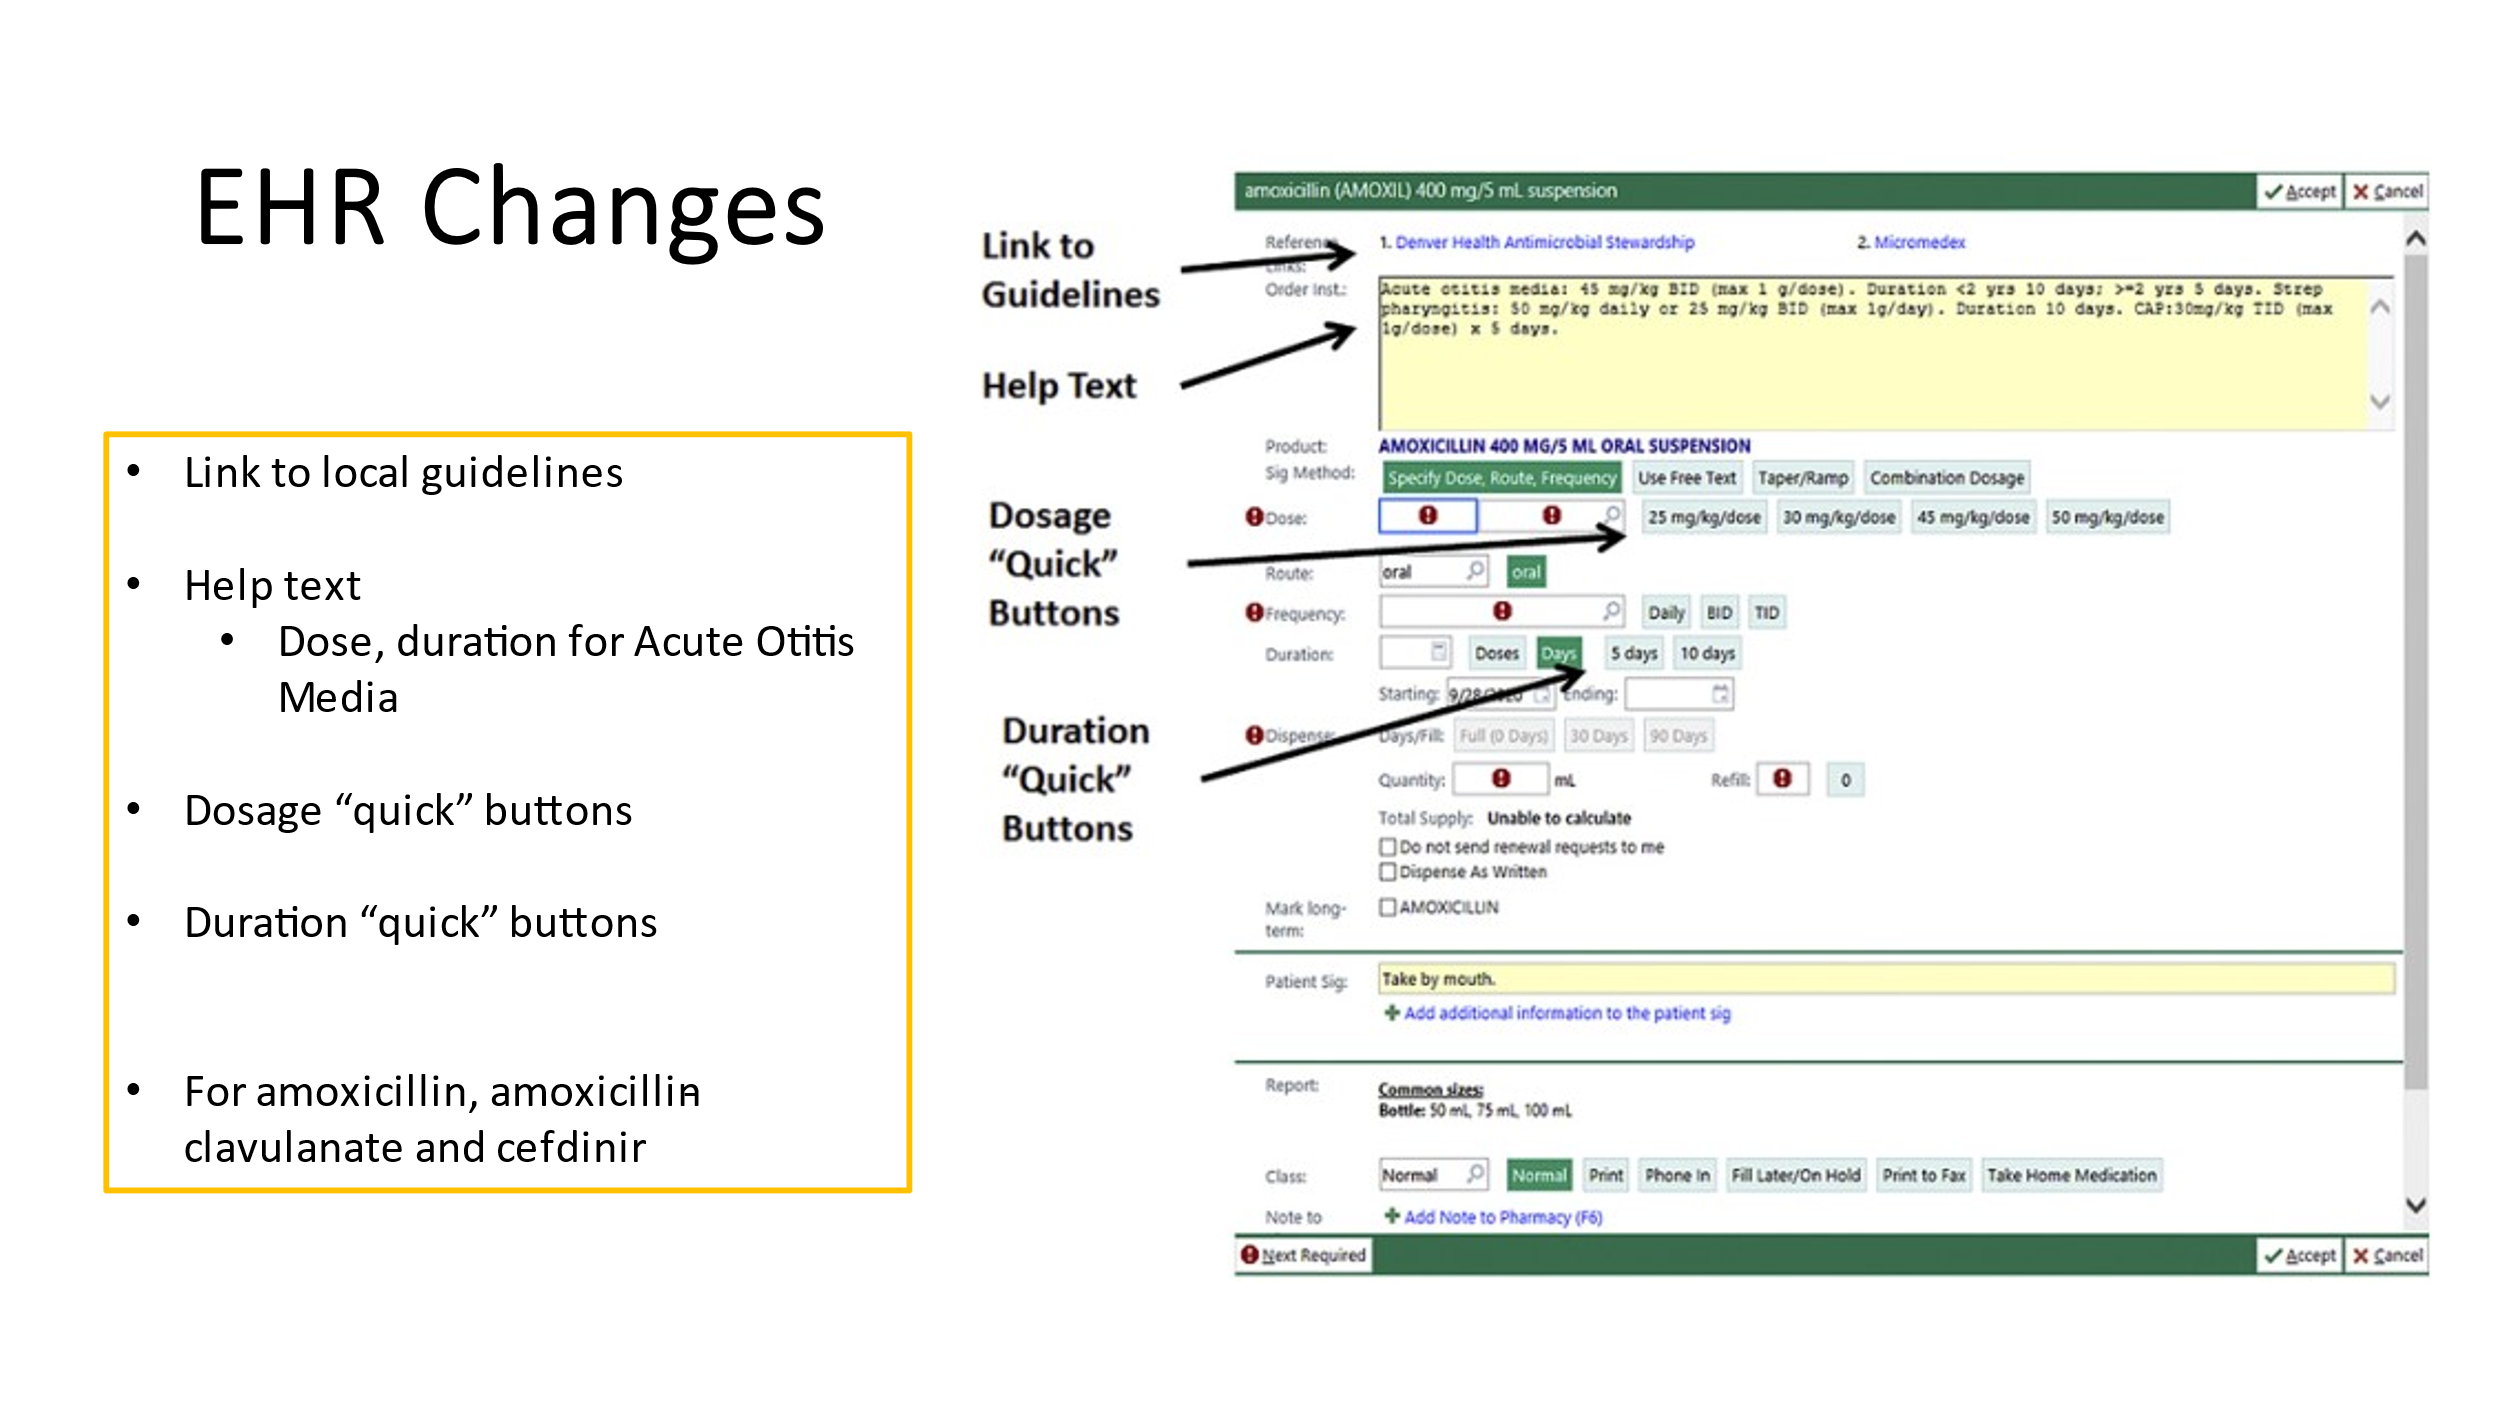 EHR Changes
• Link to local guidelines
• Help text
• Dose, duration for Acute Otitis
Media
• Dosage “quick” buttons
• Duration “quick” buttons
• For amoxicillin, amoxicillin-
clavulanate and cefdinir
Link to
Guidelines
Help Text
Dosage
“Quick”
Buttons
Duration
“Quick”
Buttons
amoxicillin (AMOXIL) 400 mg/5 mL suspension Accept Cancel
Reference 1. Denver Health Antimicrobial Stewardship 2. Micromedex
Links:
Order Inst.: Acute otitis media: 45 mg/kg BID (max 1 g/dose). Duration <2 yrs 10 days; >=2 yrs 5 days. Strep
pharyngitis: 50 mg/kg daily or 25 mg/kg BID (max 1g/day). Duration 10 days. CAP:30mg/kg TID (max
1g/dose) x 5 days.
Product: AMOXICILLIN 400 MG/5 ML ORAL SUSPENSION
Sig Method: Specify Dose, Route, Frequency Use Free Text Taper/Ramp Combination Dosage
Dose: 25 mg/kg/dose 30 mg/kg/dose 45 mg/kg/dose 50 mg/kg/dose
Route: oral oral
Frequency: Daily BID TID
Duration: Doses Days 5 days 10 days
Starting: Ending:
Dispense: Days/Fill: Full (0 Days) 30 Days 90 Days
Quantity: mL Refill: 0
Total Supply: Unable to calculate
Do not send renewal requests to me
Dispense As Written
Mark long-
term: AMOXICILLIN
Patient Sig: Take by mouth.
Add additional information to the patient sig
Report: Common sizes:
Bottle: 50 mL, 75 mL, 100 mL
Class: Normal Normal Print Phone In Fill Later/On Hold Print to Fax Take Home Medication
Note to Add Note to Pharmacy (F6)
Next Required Accept Cancel